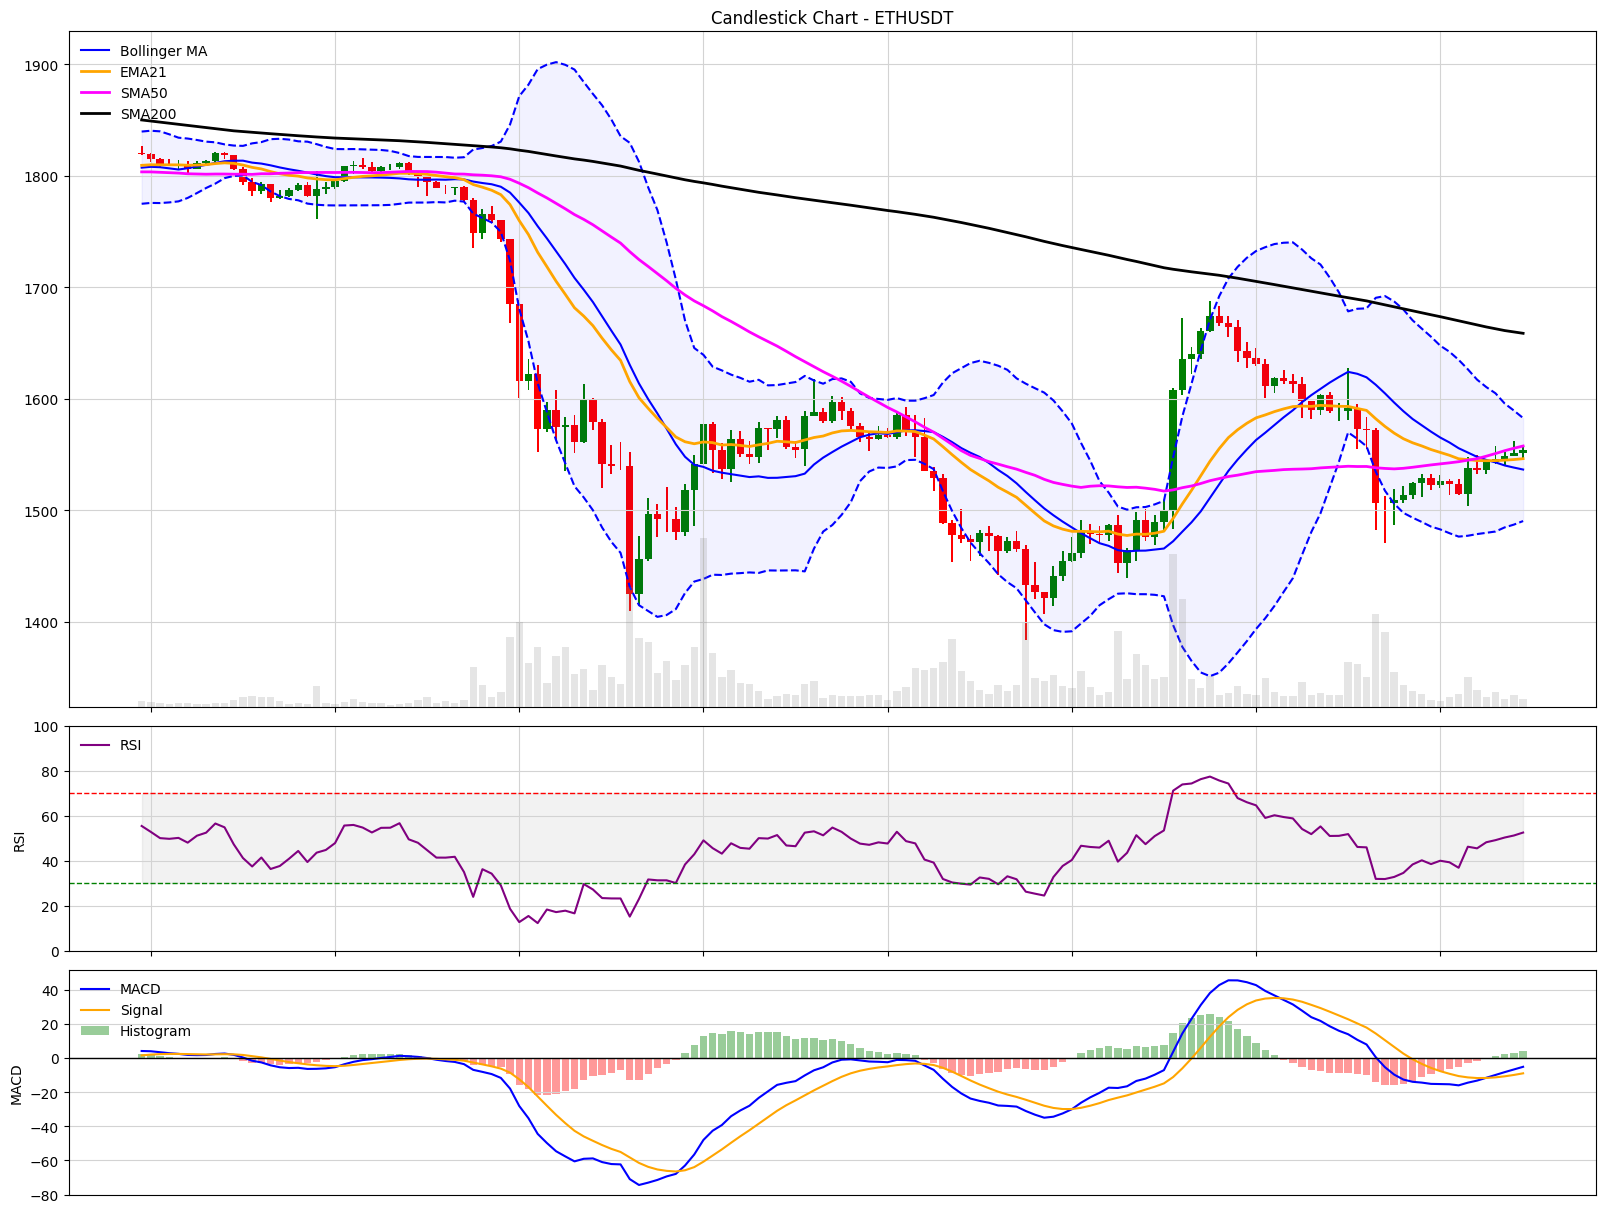 Candlestick Chart - ETHUSDT
Bollinger MA
EMA21
SMA50
SMA200
1900
1800
1700
1600
1500
1400
RSI
100
80
60
40
20
0
RSI
MACD
Signal
Histogram
40
20
0
−20
−40
−60
−80
MACD